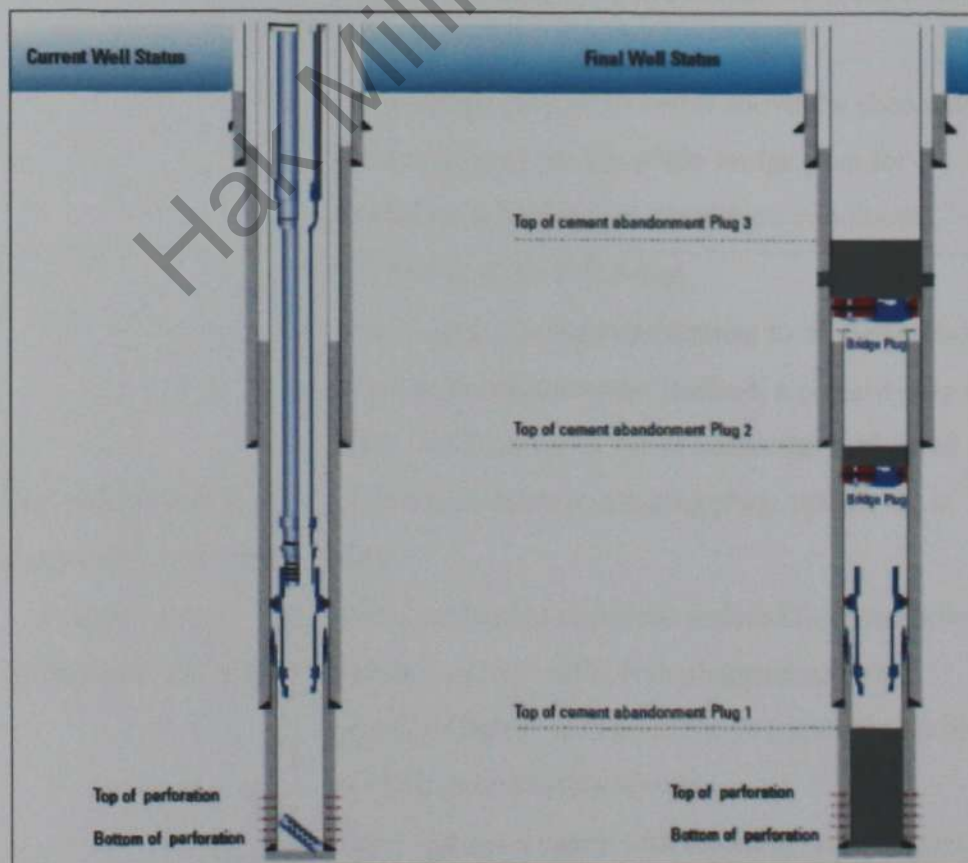 Hak Mili
Current Well Status
Final Well Status
Top of cement abandonment Plug 3
Bridge Plug
Top of cement abandonment Plug 2
Bridge Plug
Top of cement abandonment Plug 1
Top of perforation
Bottom of perforation
Top of perforation
Bottom of perforation